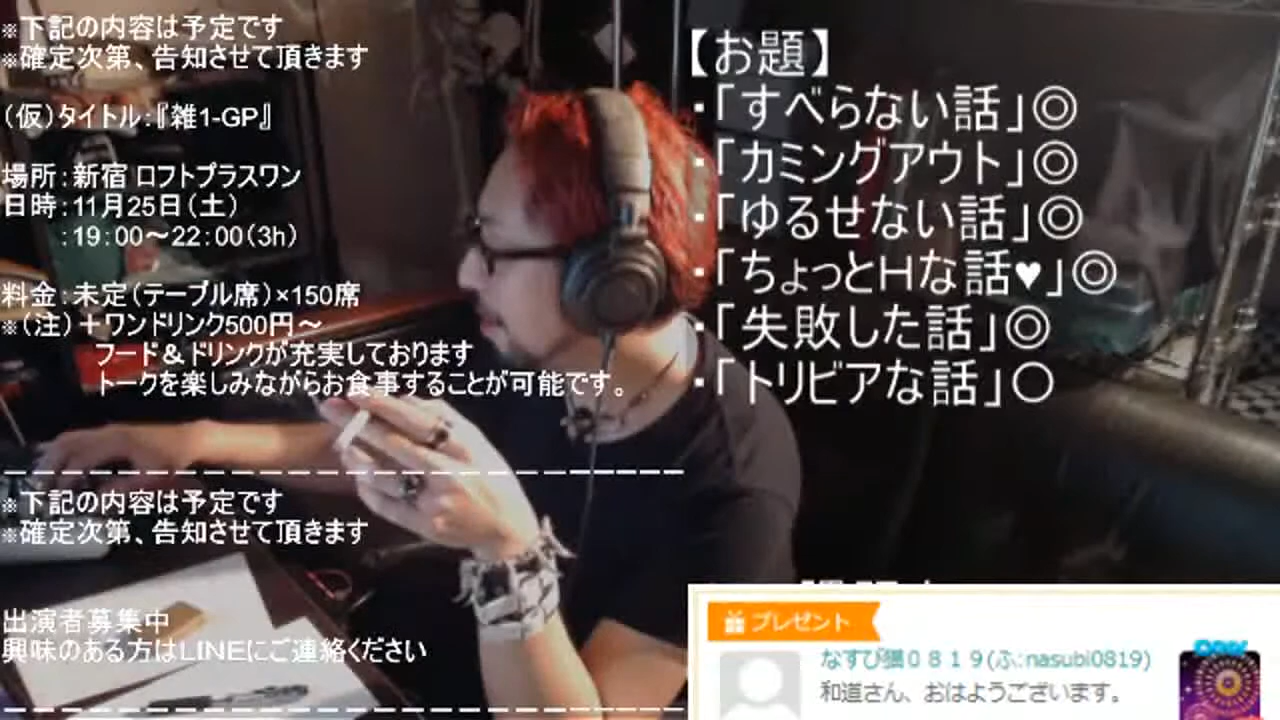 ※下記の内容は予定です
※確定次第、告知させて頂きます
（仮）タイトル：『雑1-GP』
場所：新宿 ロフトプラスワン
日時：11月25日（土）
：19：00～22：00（3h）
料金：未定（テーブル席）×150席
※（注）＋ワンドリンク500円～
フード＆ドリンクが充実しております
トークを楽しみながらお食事することが可能です。
※下記の内容は予定です
※確定次第、告知させて頂きます
出演者募集中
興味のある方はLINEにご連絡ください
【お題】
・「すべらない話」◎
・「カミングアウト」◎
・「ゆるせない話」◎
・「ちょっとHな話♥」◎
・「失敗した話」◎
・「トリビアな話」○
プレゼント
なすび猫０８１９(ふ:nasubi0819)
和道さん、おはようございます。